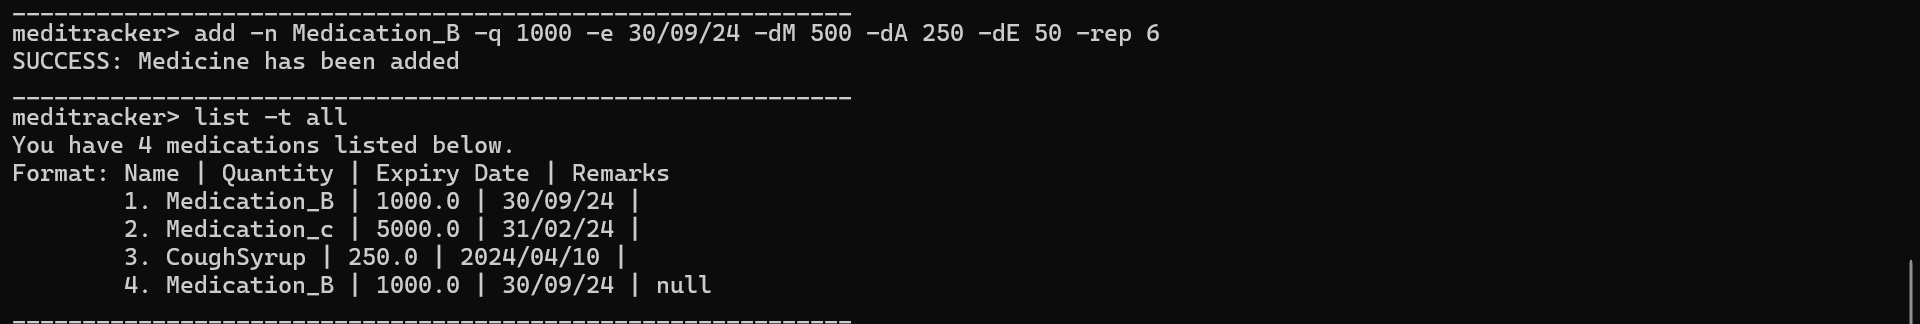 ____________________________________________________________
meditracker> add -n Medication_B -q 1000 -e 30/09/24 -dM 500 -dA 250 -dE 50 -rep 6
SUCCESS: Medicine has been added
____________________________________________________________
meditracker> list -t all
You have 4 medications listed below.
Format: Name | Quantity | Expiry Date | Remarks
        1. Medication_B | 1000.0 | 30/09/24 |
        2. Medication_c | 5000.0 | 31/02/24 |
        3. CoughSyrup | 250.0 | 2024/04/10 |
        4. Medication_B | 1000.0 | 30/09/24 | null
____________________________________________________________